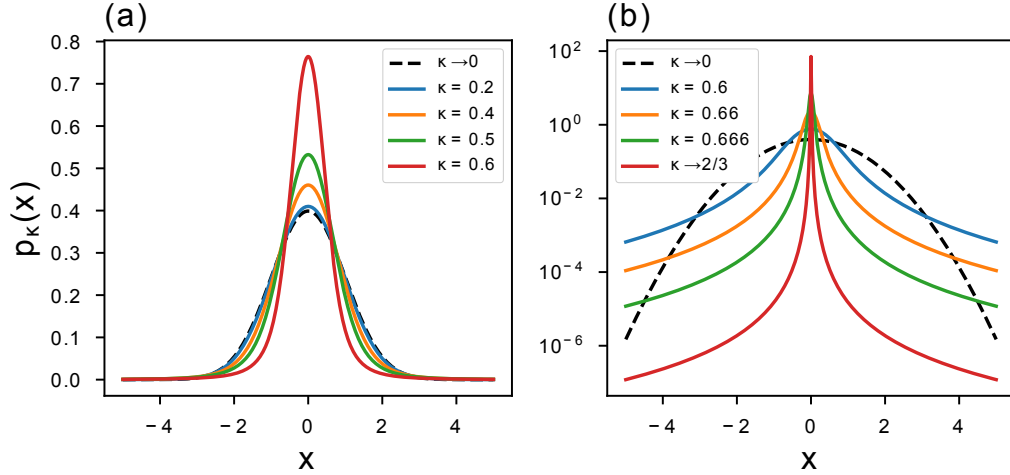 (a)
0.8
0.7
0.6
0.5
0.4
0.3
0.2
0.1
0.0
−4 −2 0 2 4
x
pκ(x)
κ→0
κ = 0.2
κ = 0.4
κ = 0.5
κ = 0.6
(b)
10²
10⁰
10⁻²
10⁻⁴
10⁻⁶
−4 −2 0 2 4
x
κ→0
κ = 0.6
κ = 0.66
κ = 0.666
κ→2/3